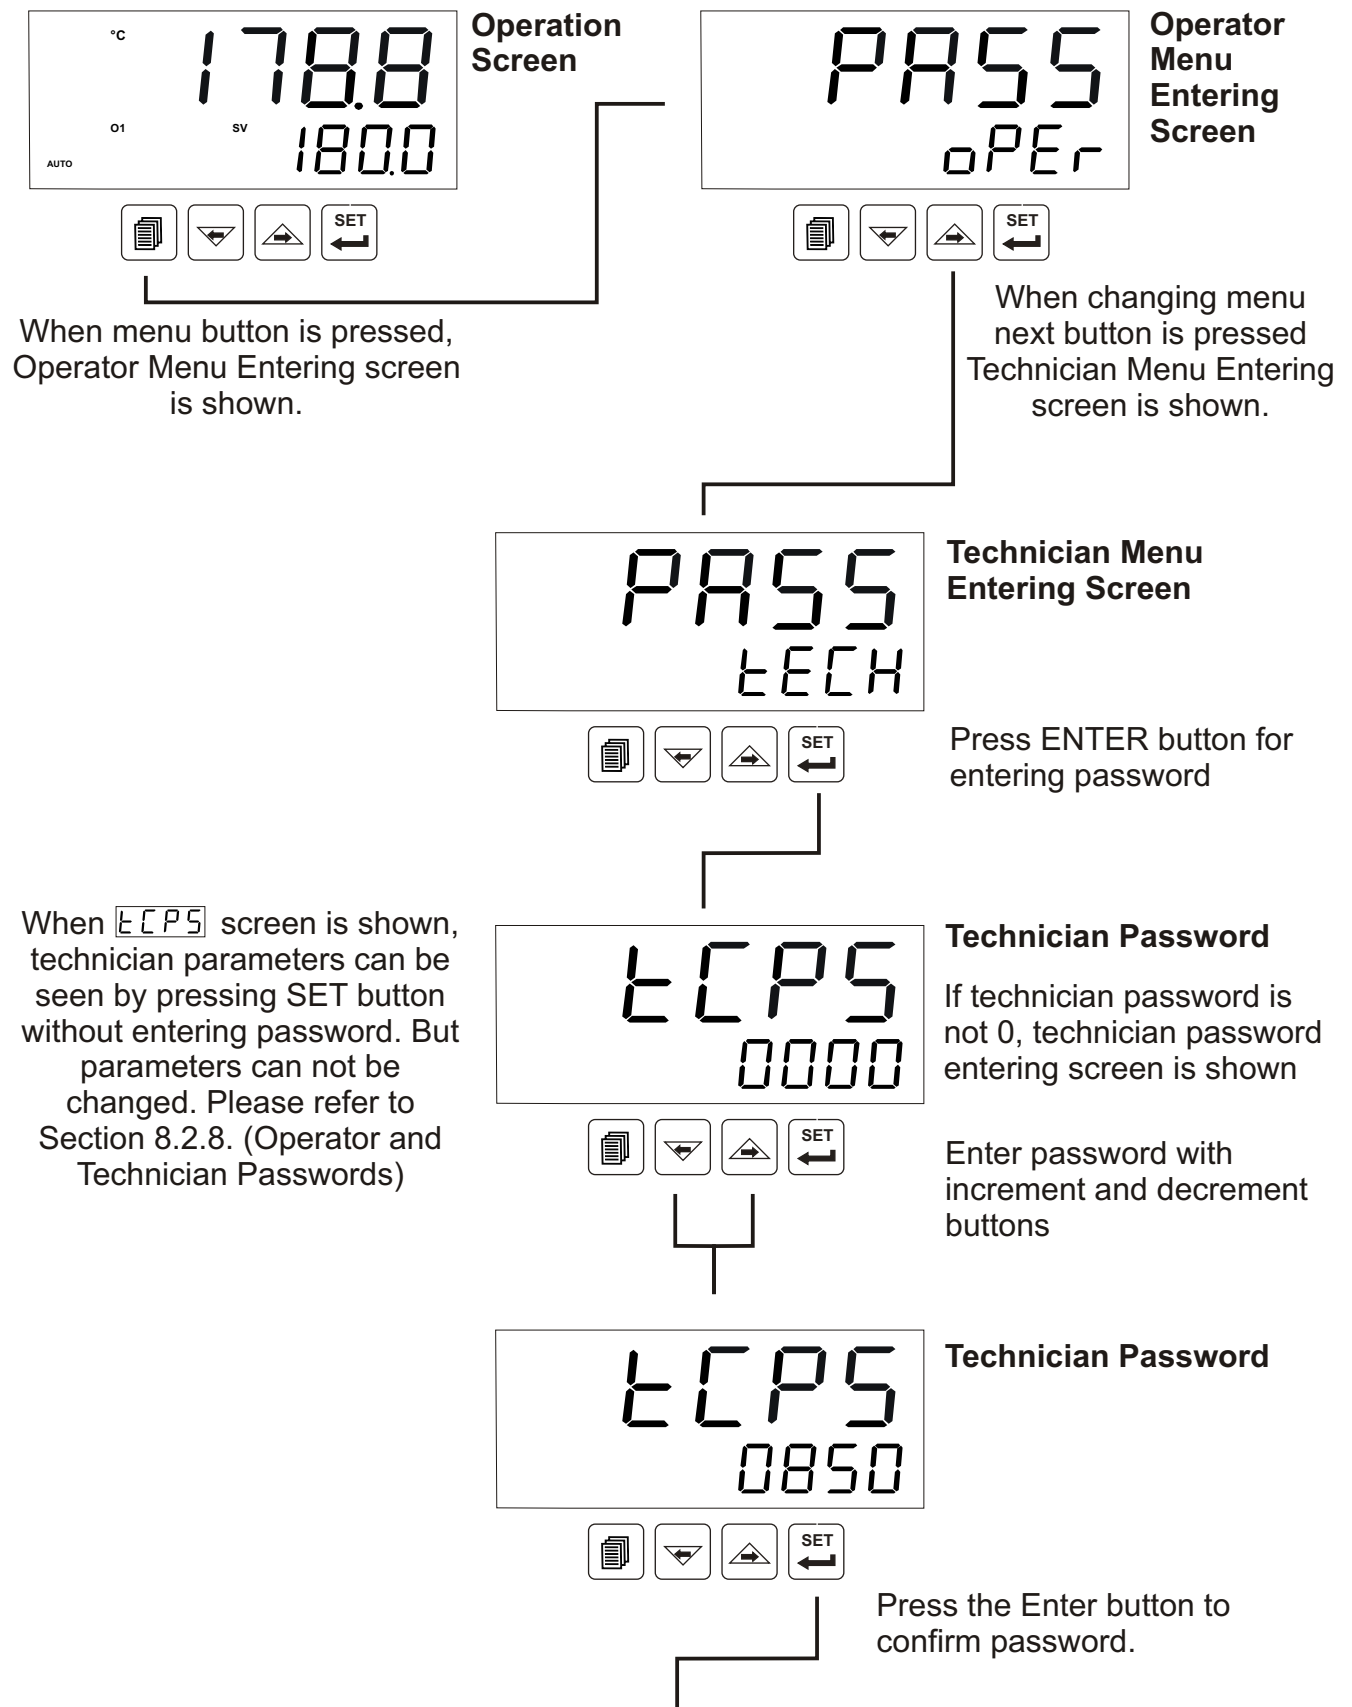 °C
178.8
O1
SV
180.0
AUTO
SET
Operation
Screen
PASS
oPEr
SET
Operator
Menu
Entering
Screen
When menu button is pressed,
Operator Menu Entering screen
is shown.
When changing menu
next button is pressed
Technician Menu Entering
screen is shown.
PASS
tECH
SET
Technician Menu
Entering Screen
Press ENTER button for
entering password
When tCPS screen is shown,
technician parameters can be
seen by pressing SET button
without entering password. But
parameters can not be
changed. Please refer to
Section 8.2.8. (Operator and
Technician Passwords)
tCPS
0000
SET
Technician Password
If technician password is
not 0, technician password
entering screen is shown
Enter password with
increment and decrement
buttons
tCPS
0850
SET
Technician Password
Press the Enter button to
confirm password.